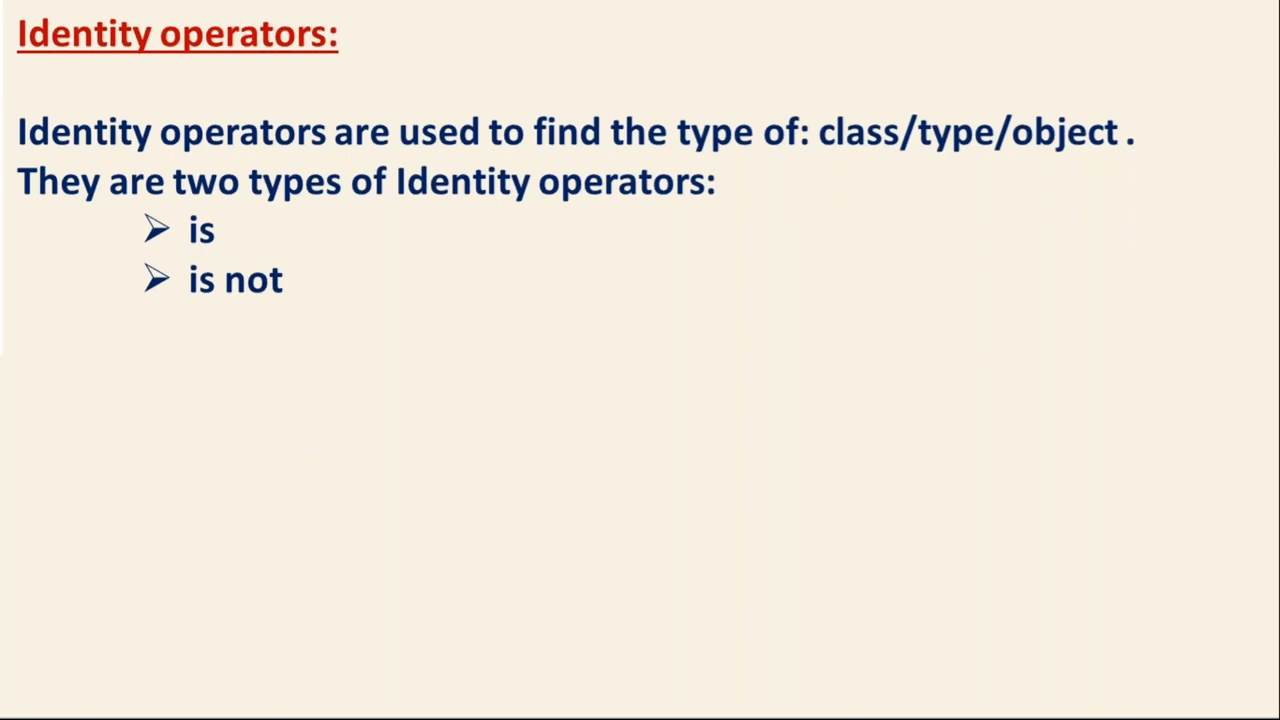 Identity operators:
Identity operators are used to find the type of: class/type/object .
They are two types of Identity operators:
➢ is
➢ is not